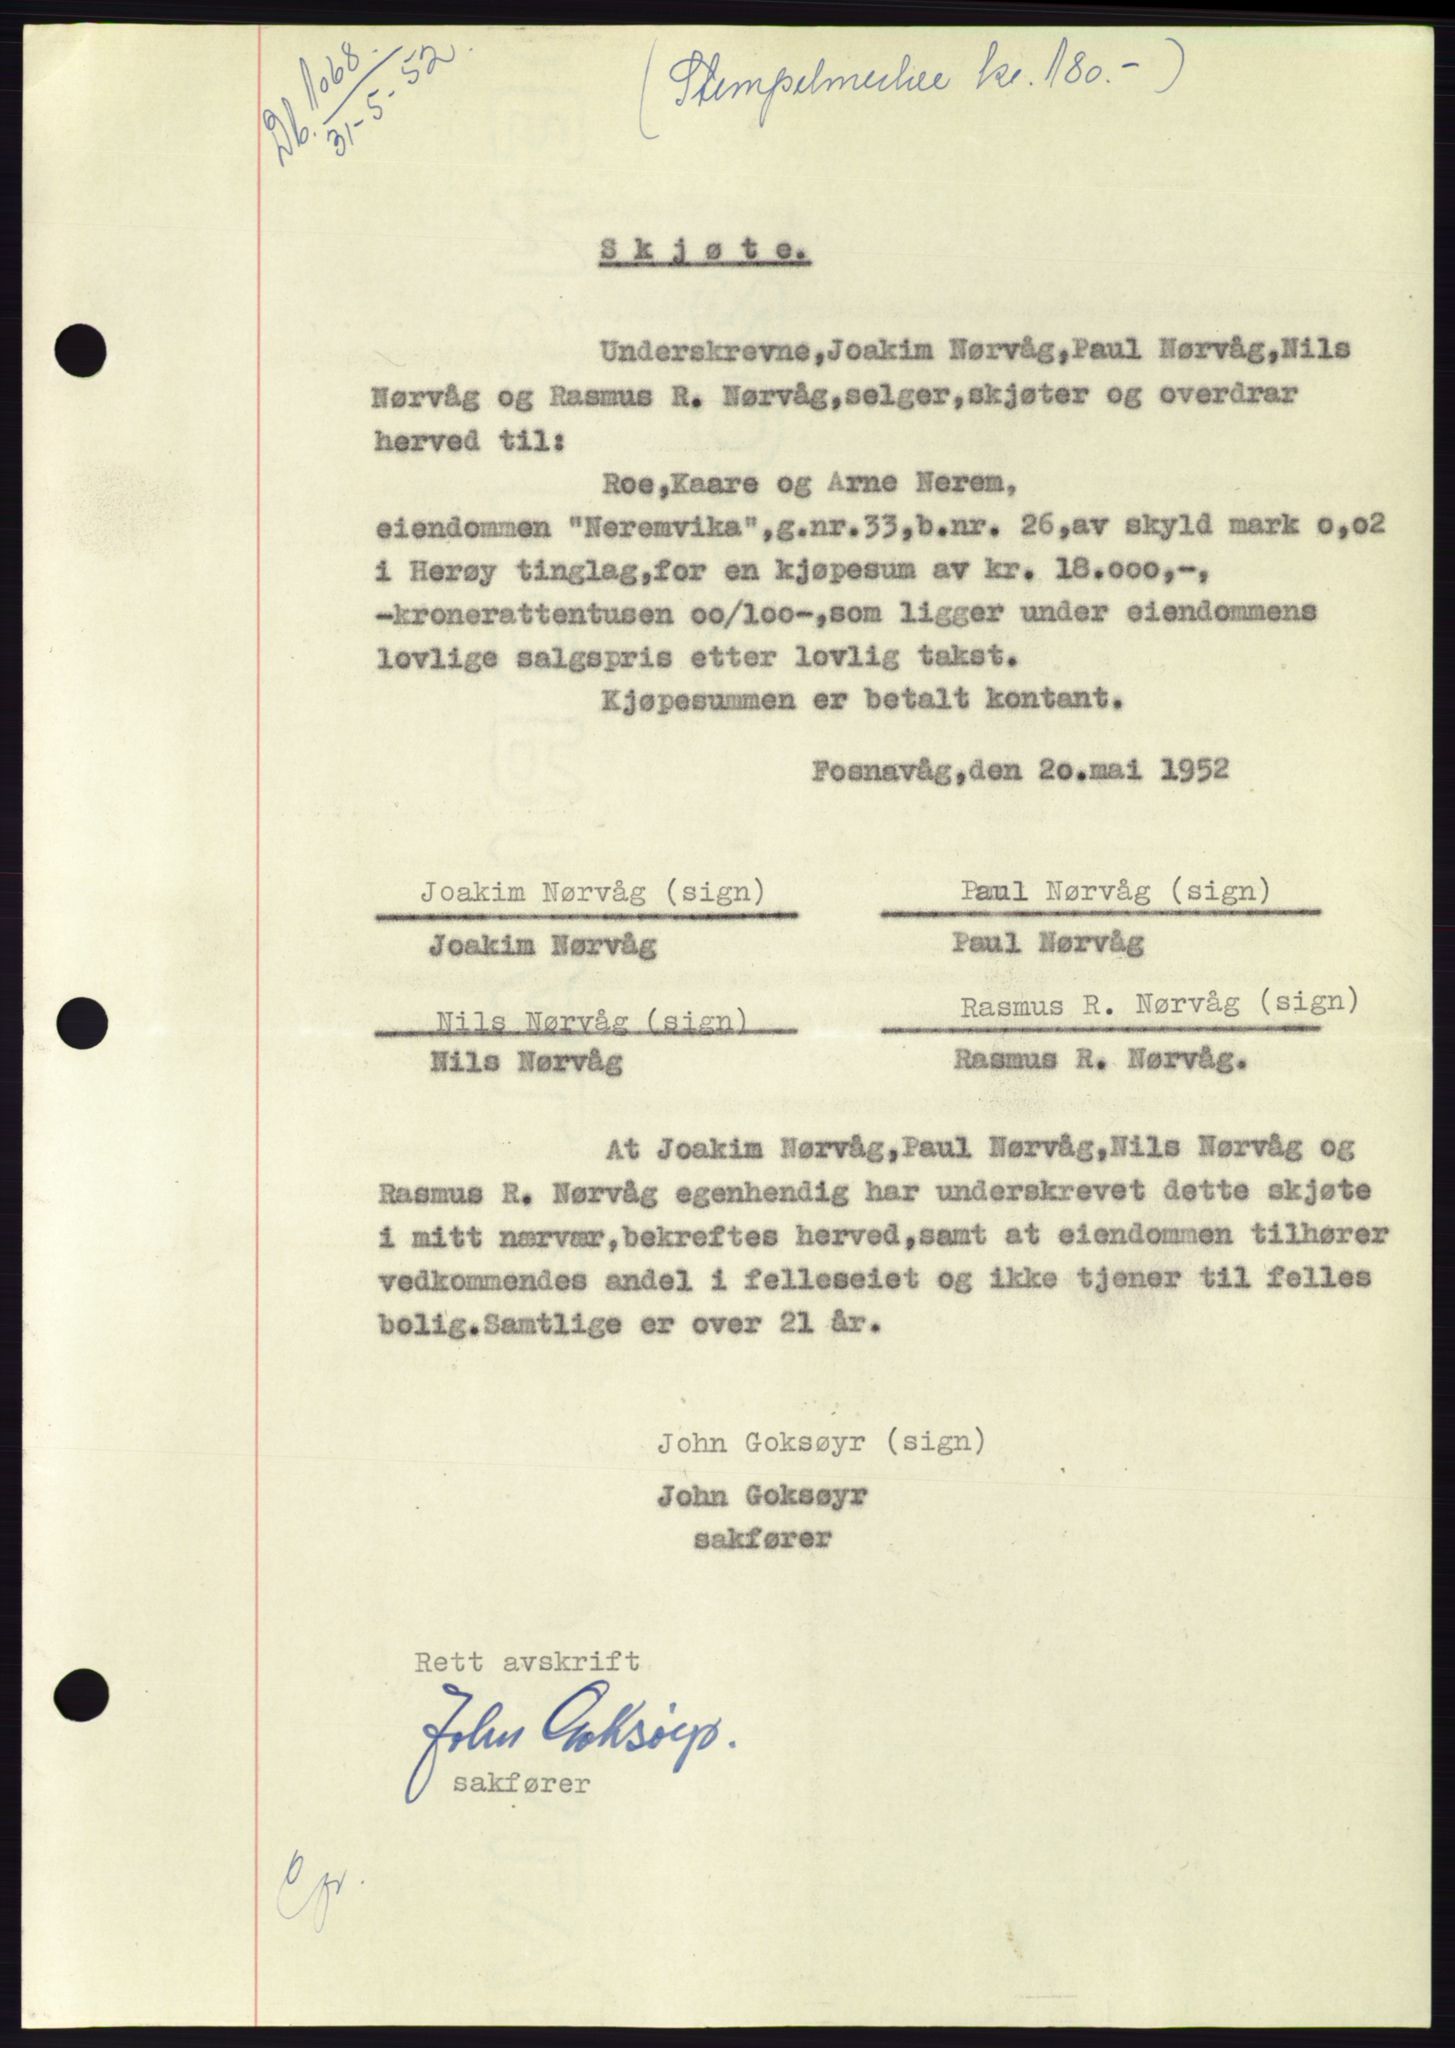 Db. 1068.
31-5-52.
(Stempelmerke kr. 180.-)
Skjøte.
Underskrevne,Joakim Nørvåg,Paul Nørvåg,Nils
Nørvåg og Rasmus R. Nørvåg,selger,skjøter og overdrar
herved til:
Roe,Kaare og Arne Nerem,
eiendommen "Neremvika",g.nr.33,b.nr. 26,av skyld mark o,o2
i Herøy tinglag,for en kjøpesum av kr. 18.ooo,-,
-kronerattentusen oo/loo-,som ligger under eiendommens
lovlige salgspris etter lovlig takst.
Kjøpesummen er betalt kontant.
Fosnavåg,den 2o.mai 1952
Joakim Nørvåg (sign) Paul Nørvåg (sign)
Joakim Nørvåg Paul Nørvåg
Nils Nørvåg (sign) Rasmus R. Nørvåg (sign)
Nils Nørvåg Rasmus R. Nørvåg.
At Joakim Nørvåg,Paul Nørvåg,Nils Nørvåg og
Rasmus R. Nørvåg egenhendig har underskrevet dette skjøte
i mitt nærvær,bekreftes herved,samt at eiendommen tilhører
vedkommendes andel i felleseiet og ikke tjener til felles
bolig.Samtlige er over 21 år.
John Goksøyr (sign)
John Goksøyr
sakfører
Rett avskrift
John Goksøyr.
sakfører